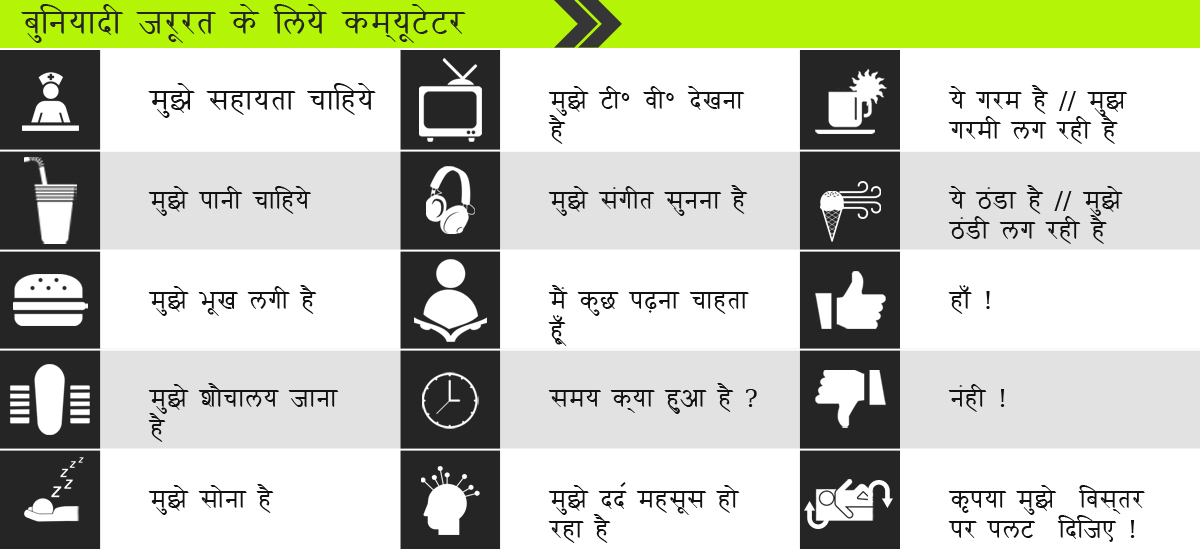 बुनियादी जरूरत के लिये कम्यूटेटर
मुझे सहायता चाहिये
मुझे टी॰ वी॰ देखना
है
ये गरम है // मुझ
गरमी लग रही है
मुझे पानी चाहिये
मुझे संगीत सुनना है
ये ठंडा है // मुझे
ठंडी लग रही है
मुझे भूख लगी है
मैं कुछ पढ़ना चाहता
हूँ
हाँ !
मुझे शौचालय जाना
है
समय क्या हुआ है ?
नंही !
z z z z z
मुझे सोना है
मुझे दर्द महसूस हो
रहा है
कृपया मुझे बिस्तर
पर पलट दिजिए !